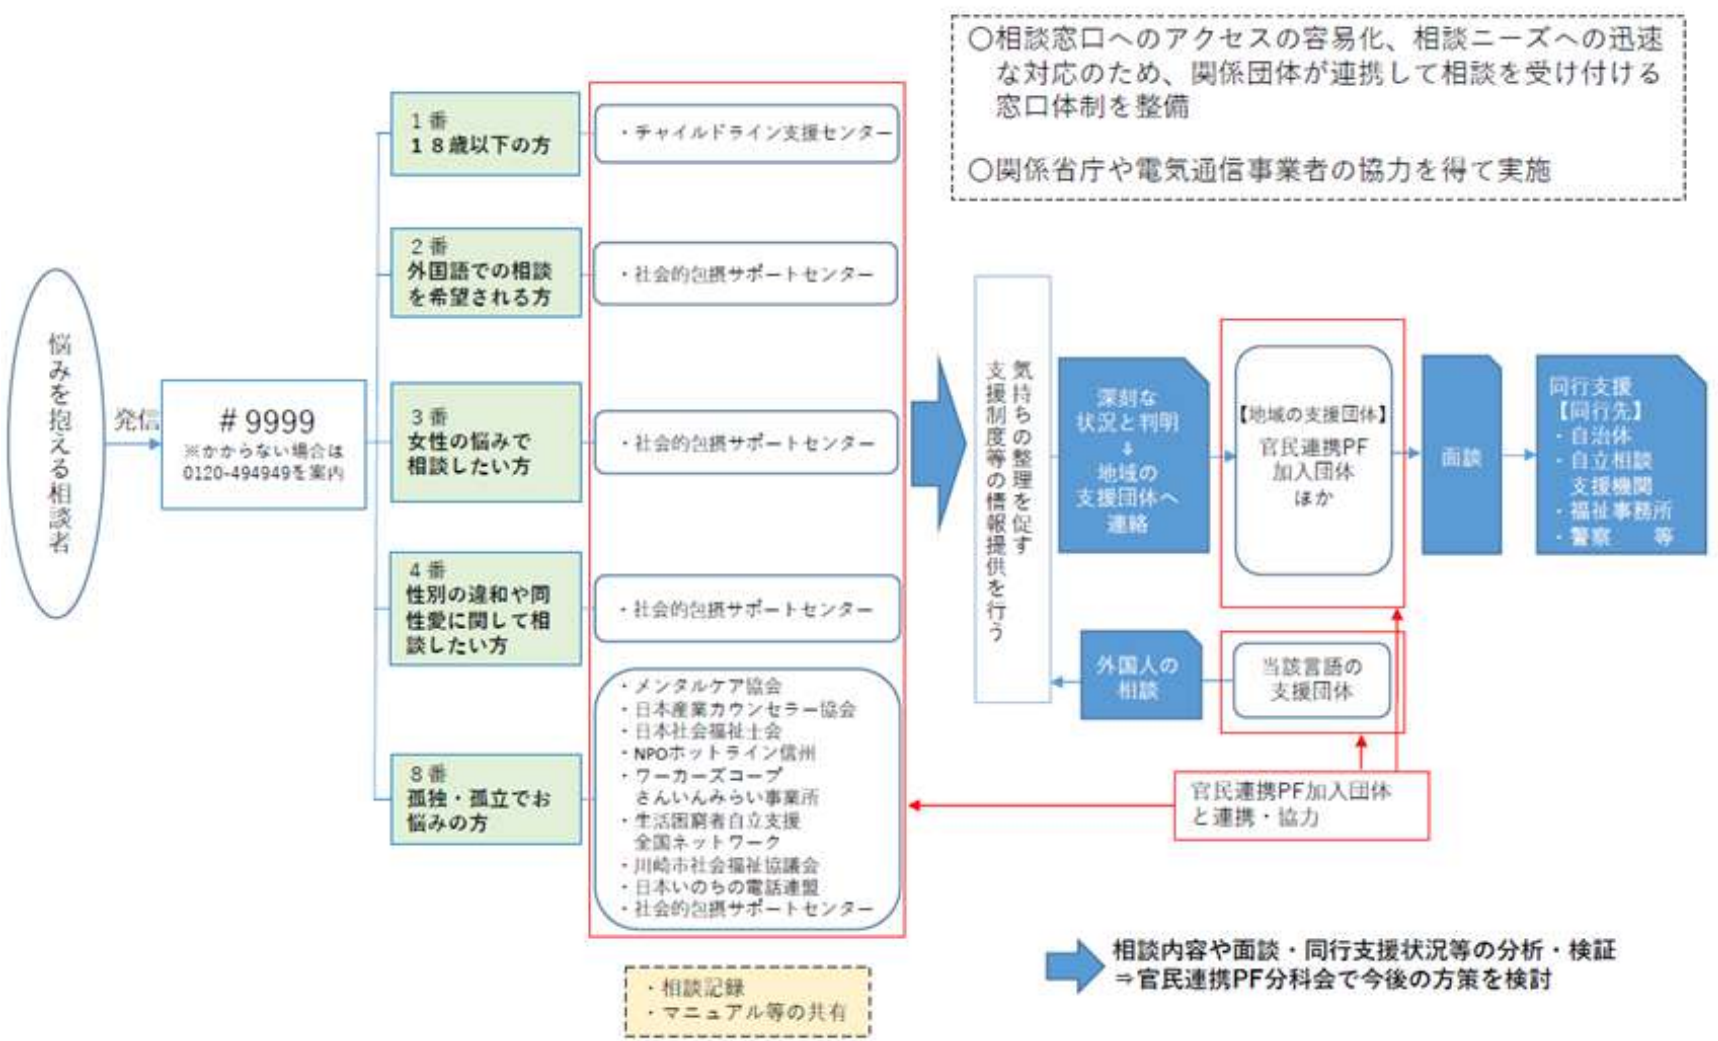 〇相談窓口へのアクセスの容易化、相談ニーズへの迅速
な対応のため、関係団体が連携して相談を受け付ける
窓口体制を整備
〇関係省庁や電気通信事業者の協力を得て実施
悩みを抱える相談者
発信
＃9999
※かからない場合は
0120-494949を案内
１番
１８歳以下の方
・チャイルドライン支援センター
２番
外国語での相談
を希望される方
・社会的包摂サポートセンター
３番
女性の悩みで
相談したい方
・社会的包摂サポートセンター
４番
性別の違和や同
性愛に関して相
談したい方
・社会的包摂サポートセンター
８番
孤独・孤立でお
悩みの方
・メンタルケア協会
・日本産業カウンセラー協会
・日本社会福祉士会
・NPOホットライン信州
・ワーカーズコープ
さんいんみらい事業所
・生活困窮者自立支援
全国ネットワーク
・川崎市社会福祉協議会
・日本いのちの電話連盟
・社会的包摂サポートセンター
・相談記録
・マニュアル等の共有
気持ちの整理を促す
支援制度等の情報提供を行う
深刻な
状況と判明
⇓
地域の
支援団体へ
連絡
【地域の支援団体】
官民連携PF
加入団体
ほか
面談
同行支援
【同行先】
・自治体
・自立相談
支援機関
・福祉事務所
・警察　等
外国人の
相談
当該言語の
支援団体
官民連携PF加入団体
と連携・協力
相談内容や面談・同行支援状況等の分析・検証
⇒官民連携PF分科会で今後の方策を検討